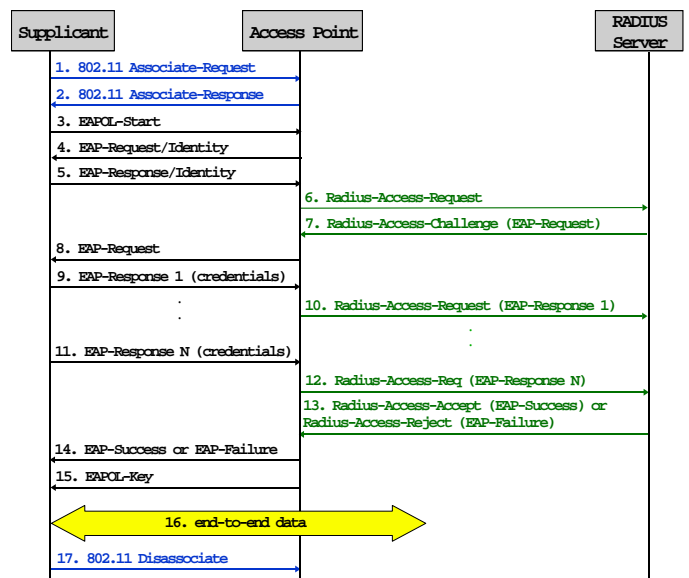 Supplicant
Access Point
RADIUS
Server
1. 802.11 Associate-Request
2. 802.11 Associate-Response
3. EAPOL-Start
4. EAP-Request/Identity
5. EAP-Response/Identity
6. Radius-Access-Request
7. Radius-Access-Challenge (EAP-Request)
8. EAP-Request
9. EAP-Response 1 (credentials)
.
.
10. Radius-Access-Request (EAP-Response 1)
.
.
11. EAP-Response N (credentials)
12. Radius-Access-Req (EAP-Response N)
13. Radius-Access-Accept (EAP-Success) or
Radius-Access-Reject (EAP-Failure)
14. EAP-Success or EAP-Failure
15. EAPOL-Key
16. end-to-end data
17. 802.11 Disassociate